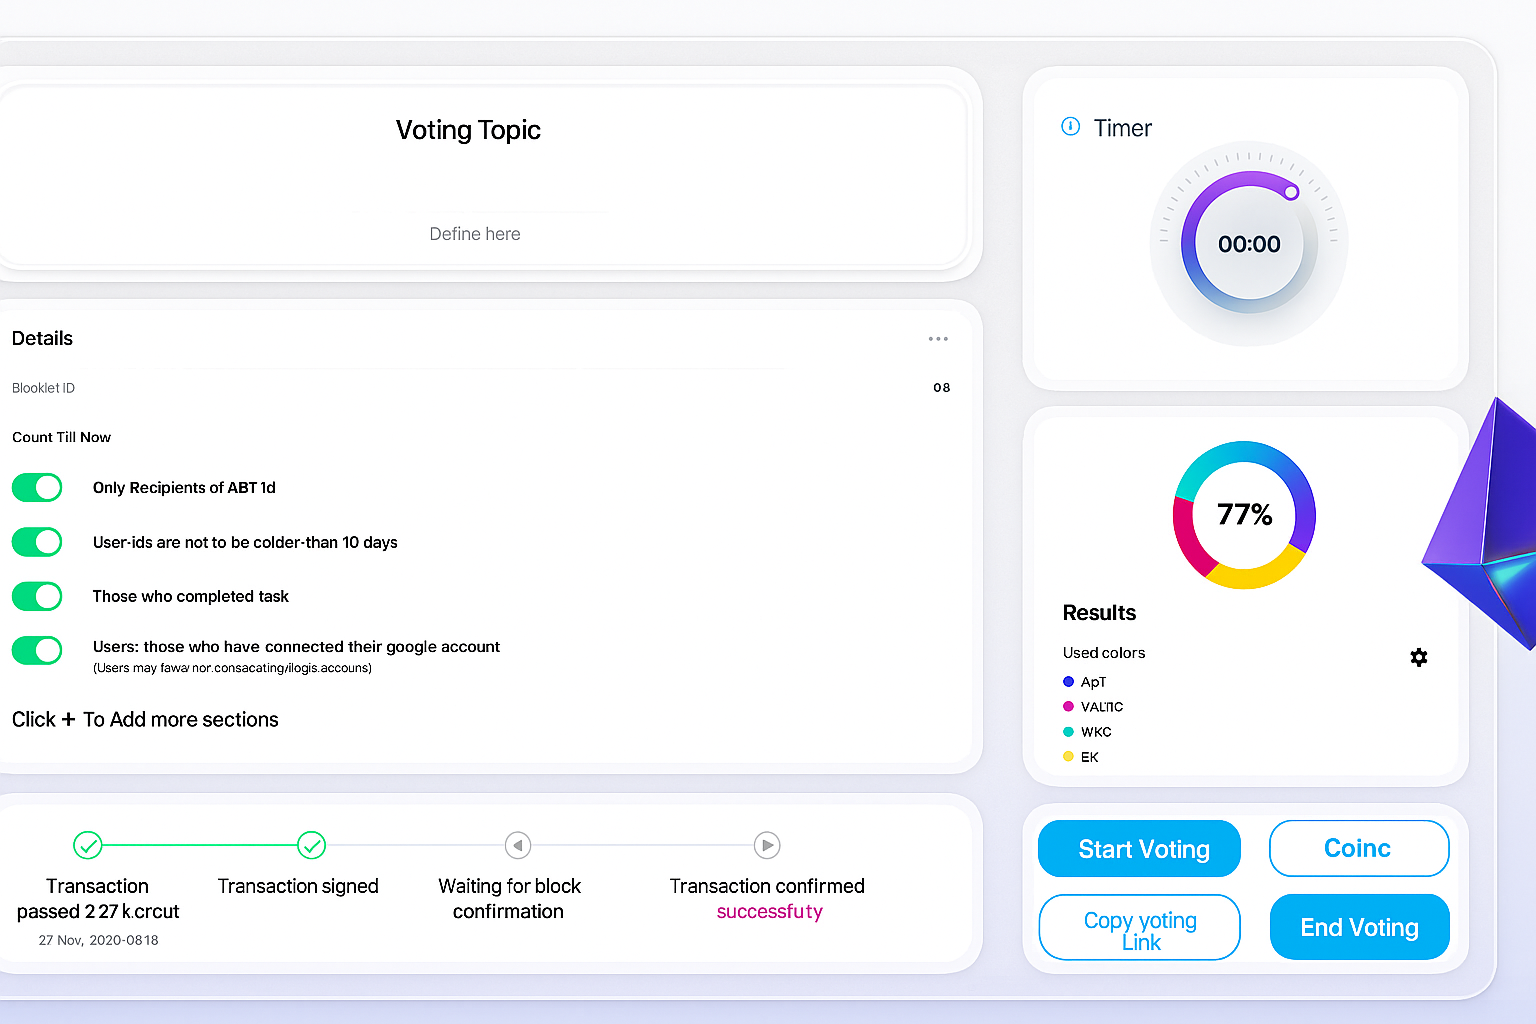 Voting Topic
Define here
Details
Blooklet ID
08
Count Till Now
Only Recipients of ABT 1d
User-ids are not to be colder-than 10 days
Those who completed task
Users: those who have connected their google account
(Users may fawa/ nor.consacating/ilogis.accouns)
Click + To Add more sections
Transaction
passed 2 27 k.crcut
27 Nov, 2020-0818
Transaction signed
Waiting for block
confirmation
Transaction confirmed
successfuty
Timer
00:00
77%
Results
Used colors
ApT
WKC
EK
Start Voting
Coinc
Copy yoting
Link
End Voting